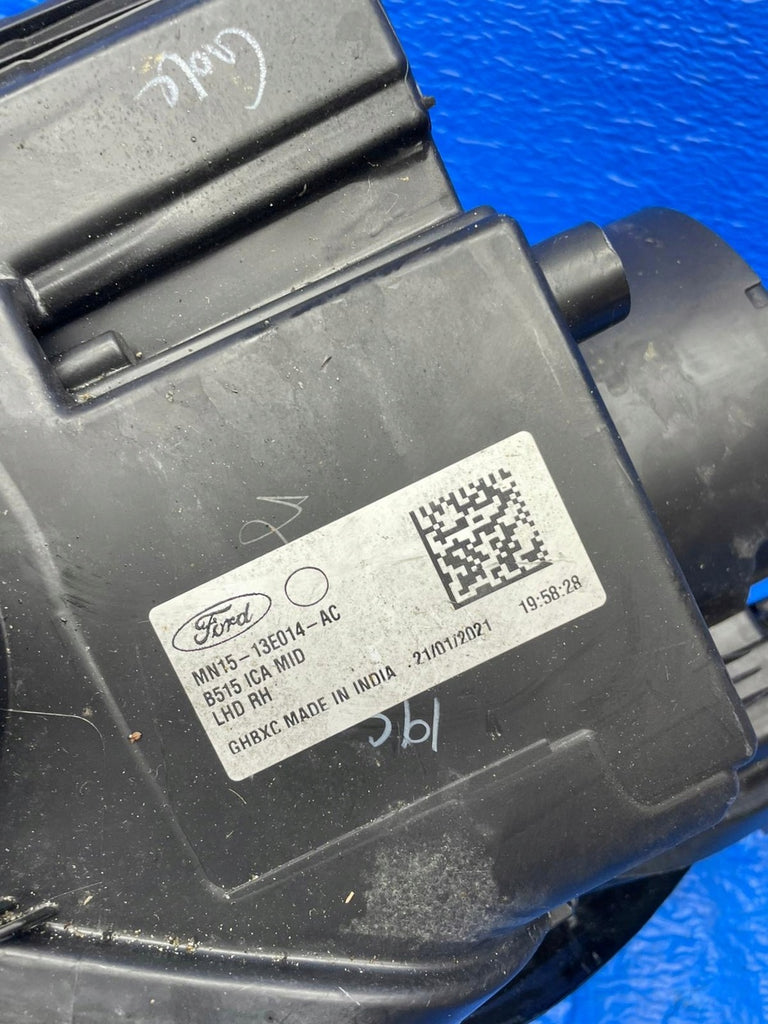 Ford
MN15-13E014-AC
B515 ICA MID
LHD RH
GHBXC MADE IN INDIA 21/01/2021 19:58:28